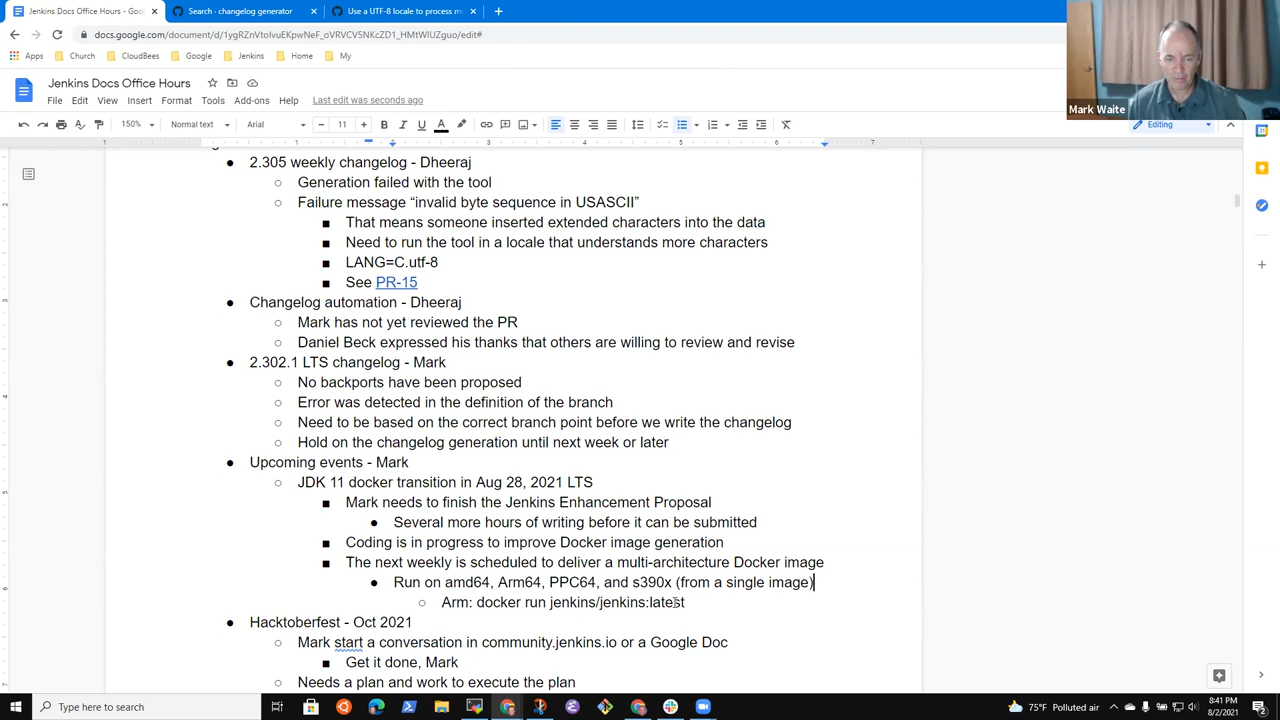 Jenkins Docs Office Hours - Goo
Search · changelog generator
Use a UTF-8 locale to process m
docs.google.com/document/d/1ygRZnVtoIvuEKpwNeF_oVRVCV5NKcZD1_HMtWIUZguo/edit#
Apps
Church
CloudBees
Google
Jenkins
Home
My
Mark Waite
Jenkins Docs Office Hours
File Edit View Insert Format Tools Add-ons Help Last edit was seconds ago
150% Normal text Arial 11 Editing
2.305 weekly changelog - Dheeraj
Generation failed with the tool
Failure message “invalid byte sequence in USASCII”
That means someone inserted extended characters into the data
Need to run the tool in a locale that understands more characters
LANG=C.utf-8
See PR-15
Changelog automation - Dheeraj
Mark has not yet reviewed the PR
Daniel Beck expressed his thanks that others are willing to review and revise
2.302.1 LTS changelog - Mark
No backports have been proposed
Error was detected in the definition of the branch
Need to be based on the correct branch point before we write the changelog
Hold on the changelog generation until next week or later
Upcoming events - Mark
JDK 11 docker transition in Aug 28, 2021 LTS
Mark needs to finish the Jenkins Enhancement Proposal
Several more hours of writing before it can be submitted
Coding is in progress to improve Docker image generation
The next weekly is scheduled to deliver a multi-architecture Docker image
Run on amd64, Arm64, PPC64, and s390x (from a single image)
Arm: docker run jenkins/jenkins:latest
Hacktoberfest - Oct 2021
Mark start a conversation in community.jenkins.io or a Google Doc
Get it done, Mark
Needs a plan and work to execute the plan
Type here to search
75°F Polluted air
8:41 PM
8/2/2021